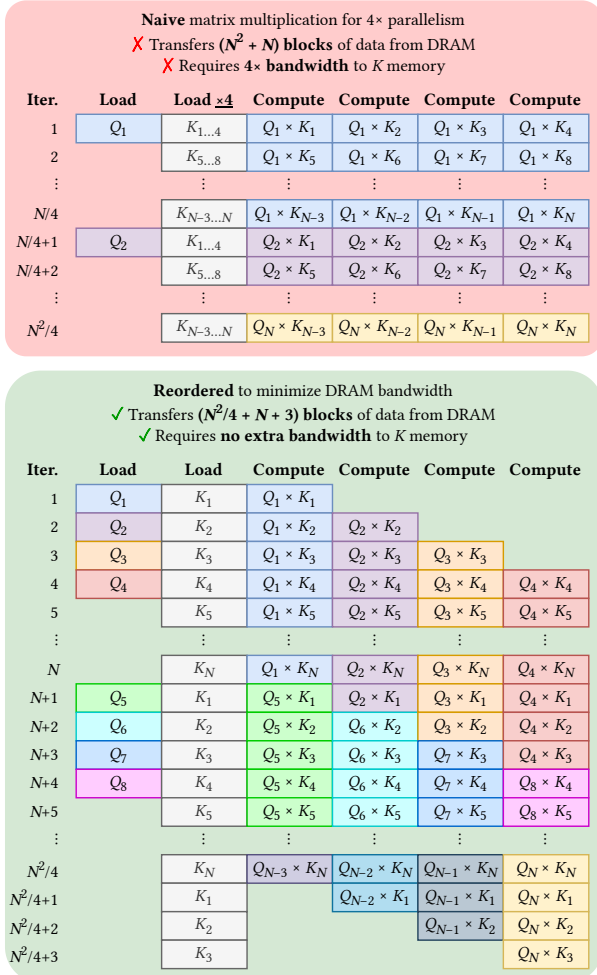 Naive matrix multiplication for 4× parallelism
✗ Transfers (N² + N) blocks of data from DRAM
✗ Requires 4× bandwidth to K memory
Iter. Load Load ×4 Compute Compute Compute Compute
1 Q₁ K₁…₄ Q₁ × K₁ Q₁ × K₂ Q₁ × K₃ Q₁ × K₄
2 K₅…₈ Q₁ × K₅ Q₁ × K₆ Q₁ × K₇ Q₁ × K₈
⋮ ⋮ ⋮ ⋮ ⋮ ⋮
N/4 K_{N−3…N} Q₁ × K_{N−3} Q₁ × K_{N−2} Q₁ × K_{N−1} Q₁ × K_N
N/4+1 Q₂ K₁…₄ Q₂ × K₁ Q₂ × K₂ Q₂ × K₃ Q₂ × K₄
N/4+2 K₅…₈ Q₂ × K₅ Q₂ × K₆ Q₂ × K₇ Q₂ × K₈
⋮ ⋮ ⋮ ⋮ ⋮ ⋮
N²/4 K_{N−3…N} Q_N × K_{N−3} Q_N × K_{N−2} Q_N × K_{N−1} Q_N × K_N
Reordered to minimize DRAM bandwidth
✓ Transfers (N²/4 + N + 3) blocks of data from DRAM
✓ Requires no extra bandwidth to K memory
Iter. Load Load Compute Compute Compute Compute
1 Q₁ K₁ Q₁ × K₁
2 Q₂ K₂ Q₁ × K₂ Q₂ × K₂
3 Q₃ K₃ Q₁ × K₃ Q₂ × K₃ Q₃ × K₃
4 Q₄ K₄ Q₁ × K₄ Q₂ × K₄ Q₃ × K₄ Q₄ × K₄
5 K₅ Q₁ × K₅ Q₂ × K₅ Q₃ × K₅ Q₄ × K₅
⋮ ⋮ ⋮ ⋮ ⋮ ⋮
N K_N Q₁ × K_N Q₂ × K_N Q₃ × K_N Q₄ × K_N
N+1 Q₅ K₁ Q₅ × K₁ Q₂ × K₁ Q₃ × K₁ Q₄ × K₁
N+2 Q₆ K₂ Q₅ × K₂ Q₆ × K₂ Q₃ × K₂ Q₄ × K₂
N+3 Q₇ K₃ Q₅ × K₃ Q₆ × K₃ Q₇ × K₃ Q₄ × K₃
N+4 Q₈ K₄ Q₅ × K₄ Q₆ × K₄ Q₇ × K₄ Q₈ × K₄
N+5 K₅ Q₅ × K₅ Q₆ × K₅ Q₇ × K₅ Q₈ × K₅
⋮ ⋮ ⋮ ⋮ ⋮ ⋮
N²/4 K_N Q_{N−3} × K_N Q_{N−2} × K_N Q_{N−1} × K_N Q_N × K_N
N²/4+1 K₁ Q_{N−2} × K₁ Q_{N−1} × K₁ Q_N × K₁
N²/4+2 K₂ Q_{N−1} × K₂ Q_N × K₂
N²/4+3 K₃ Q_N × K₃